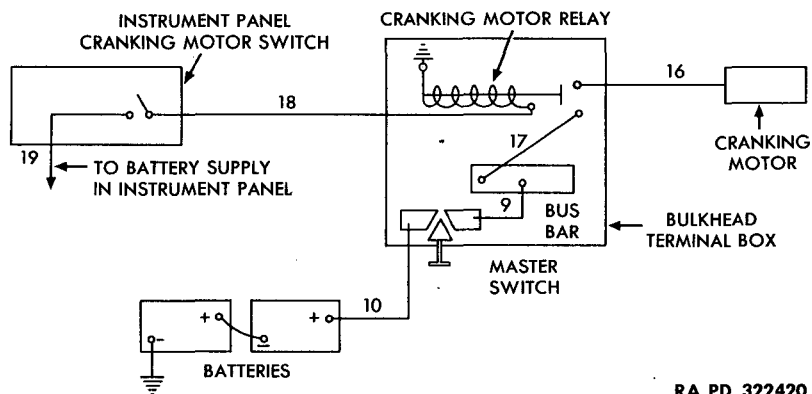 INSTRUMENT PANEL
CRANKING MOTOR SWITCH
CRANKING MOTOR RELAY
18
16
17
19
TO BATTERY SUPPLY
IN INSTRUMENT PANEL
CRANKING
MOTOR
9
BUS
BAR
BULKHEAD
TERMINAL BOX
MASTER
SWITCH
10
+
-
-
+
BATTERIES
RA PD 322420